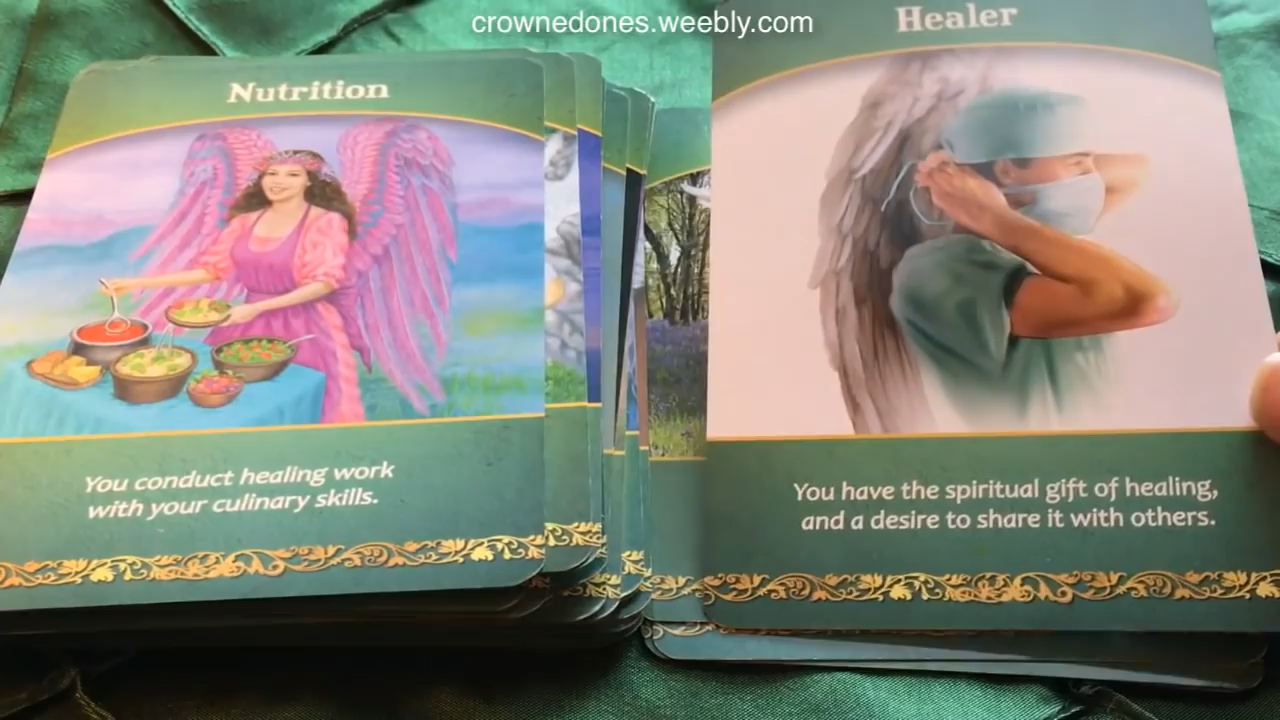 crownedones.weebly.com
Nutrition
You conduct healing work
with your culinary skills.
Healer
You have the spiritual gift of healing,
and a desire to share it with others.